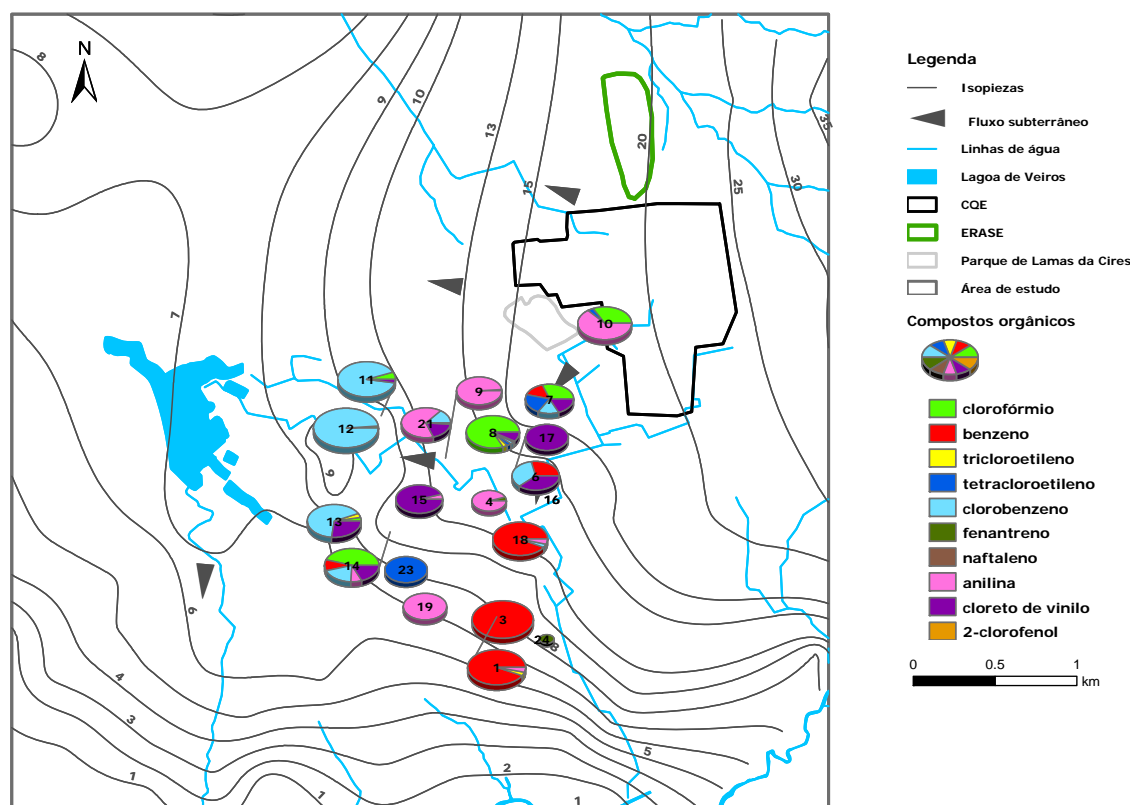 N
8
9
10
13
15
20
25
30
35
7
10
11
9
7
12
21
8
17
6
6
16
15
4
13
18
14
23
19
3
24
8
1
6
4
3
1
5
2
1
1
Legenda
Isopiezas
Fluxo subterrâneo
Linhas de água
Lagoa de Veiros
CQE
ERASE
Parque de Lamas da Cires
Área de estudo
Compostos orgânicos
clorofórmio
benzeno
tricloroetileno
tetracloroetileno
clorobenzeno
fenantreno
naftaleno
anilina
cloreto de vinilo
2-clorofenol
0 0.5 1
km